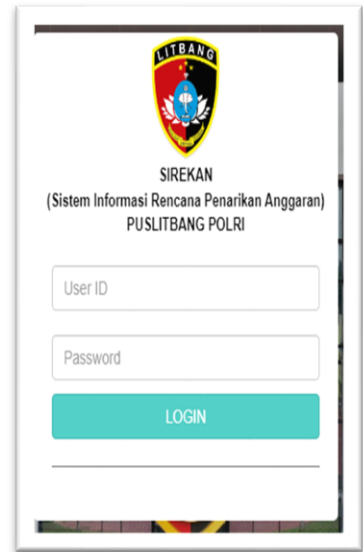 LITBANG
SIREKAN
(Sistem Informasi Rencana Penarikan Anggaran)
PUSLITBANG POLRI
User ID
Password
LOGIN